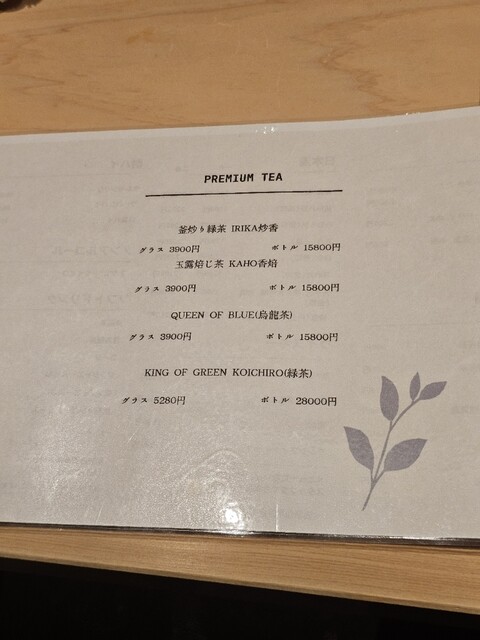 PREMIUM TEA
釜炒り緑茶 IRIKA炒香
グラス 3900円 ボトル 15800円
玉露焙じ茶 KAHO香焙
グラス 3900円 ボトル 15800円
QUEEN OF BLUE(烏龍茶)
グラス 3900円 ボトル 15800円
KING OF GREEN KOICHIRO(緑茶)
グラス 5280円 ボトル 28000円